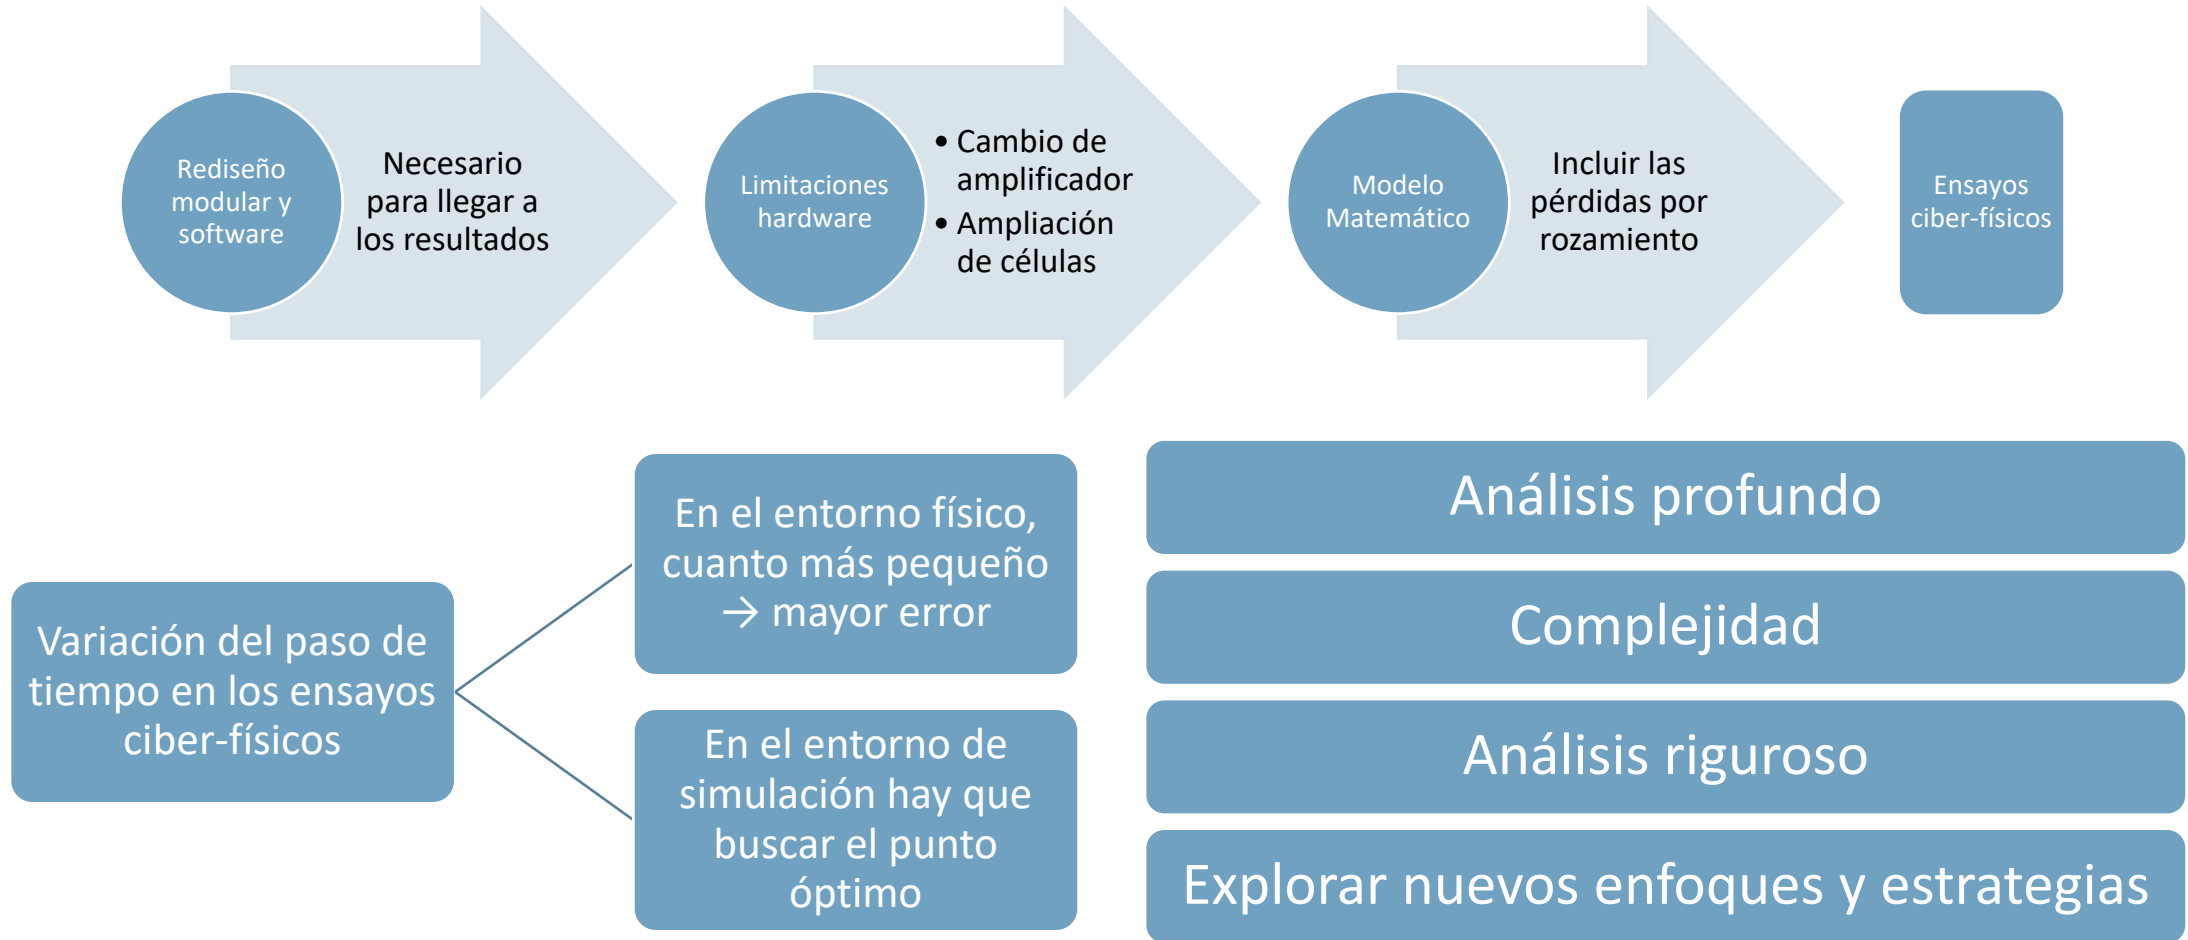 Rediseño
modular y
software
Necesario
para llegar a
los resultados
Limitaciones
hardware
• Cambio de
amplificador
• Ampliación
de células
Modelo
Matemático
Incluir las
pérdidas por
rozamiento
Ensayos
ciber-físicos
Variación del paso de
tiempo en los ensayos
ciber-físicos
En el entorno físico,
cuanto más pequeño
→ mayor error
En el entorno de
simulación hay que
buscar el punto
óptimo
Análisis profundo
Complejidad
Análisis riguroso
Explorar nuevos enfoques y estrategias